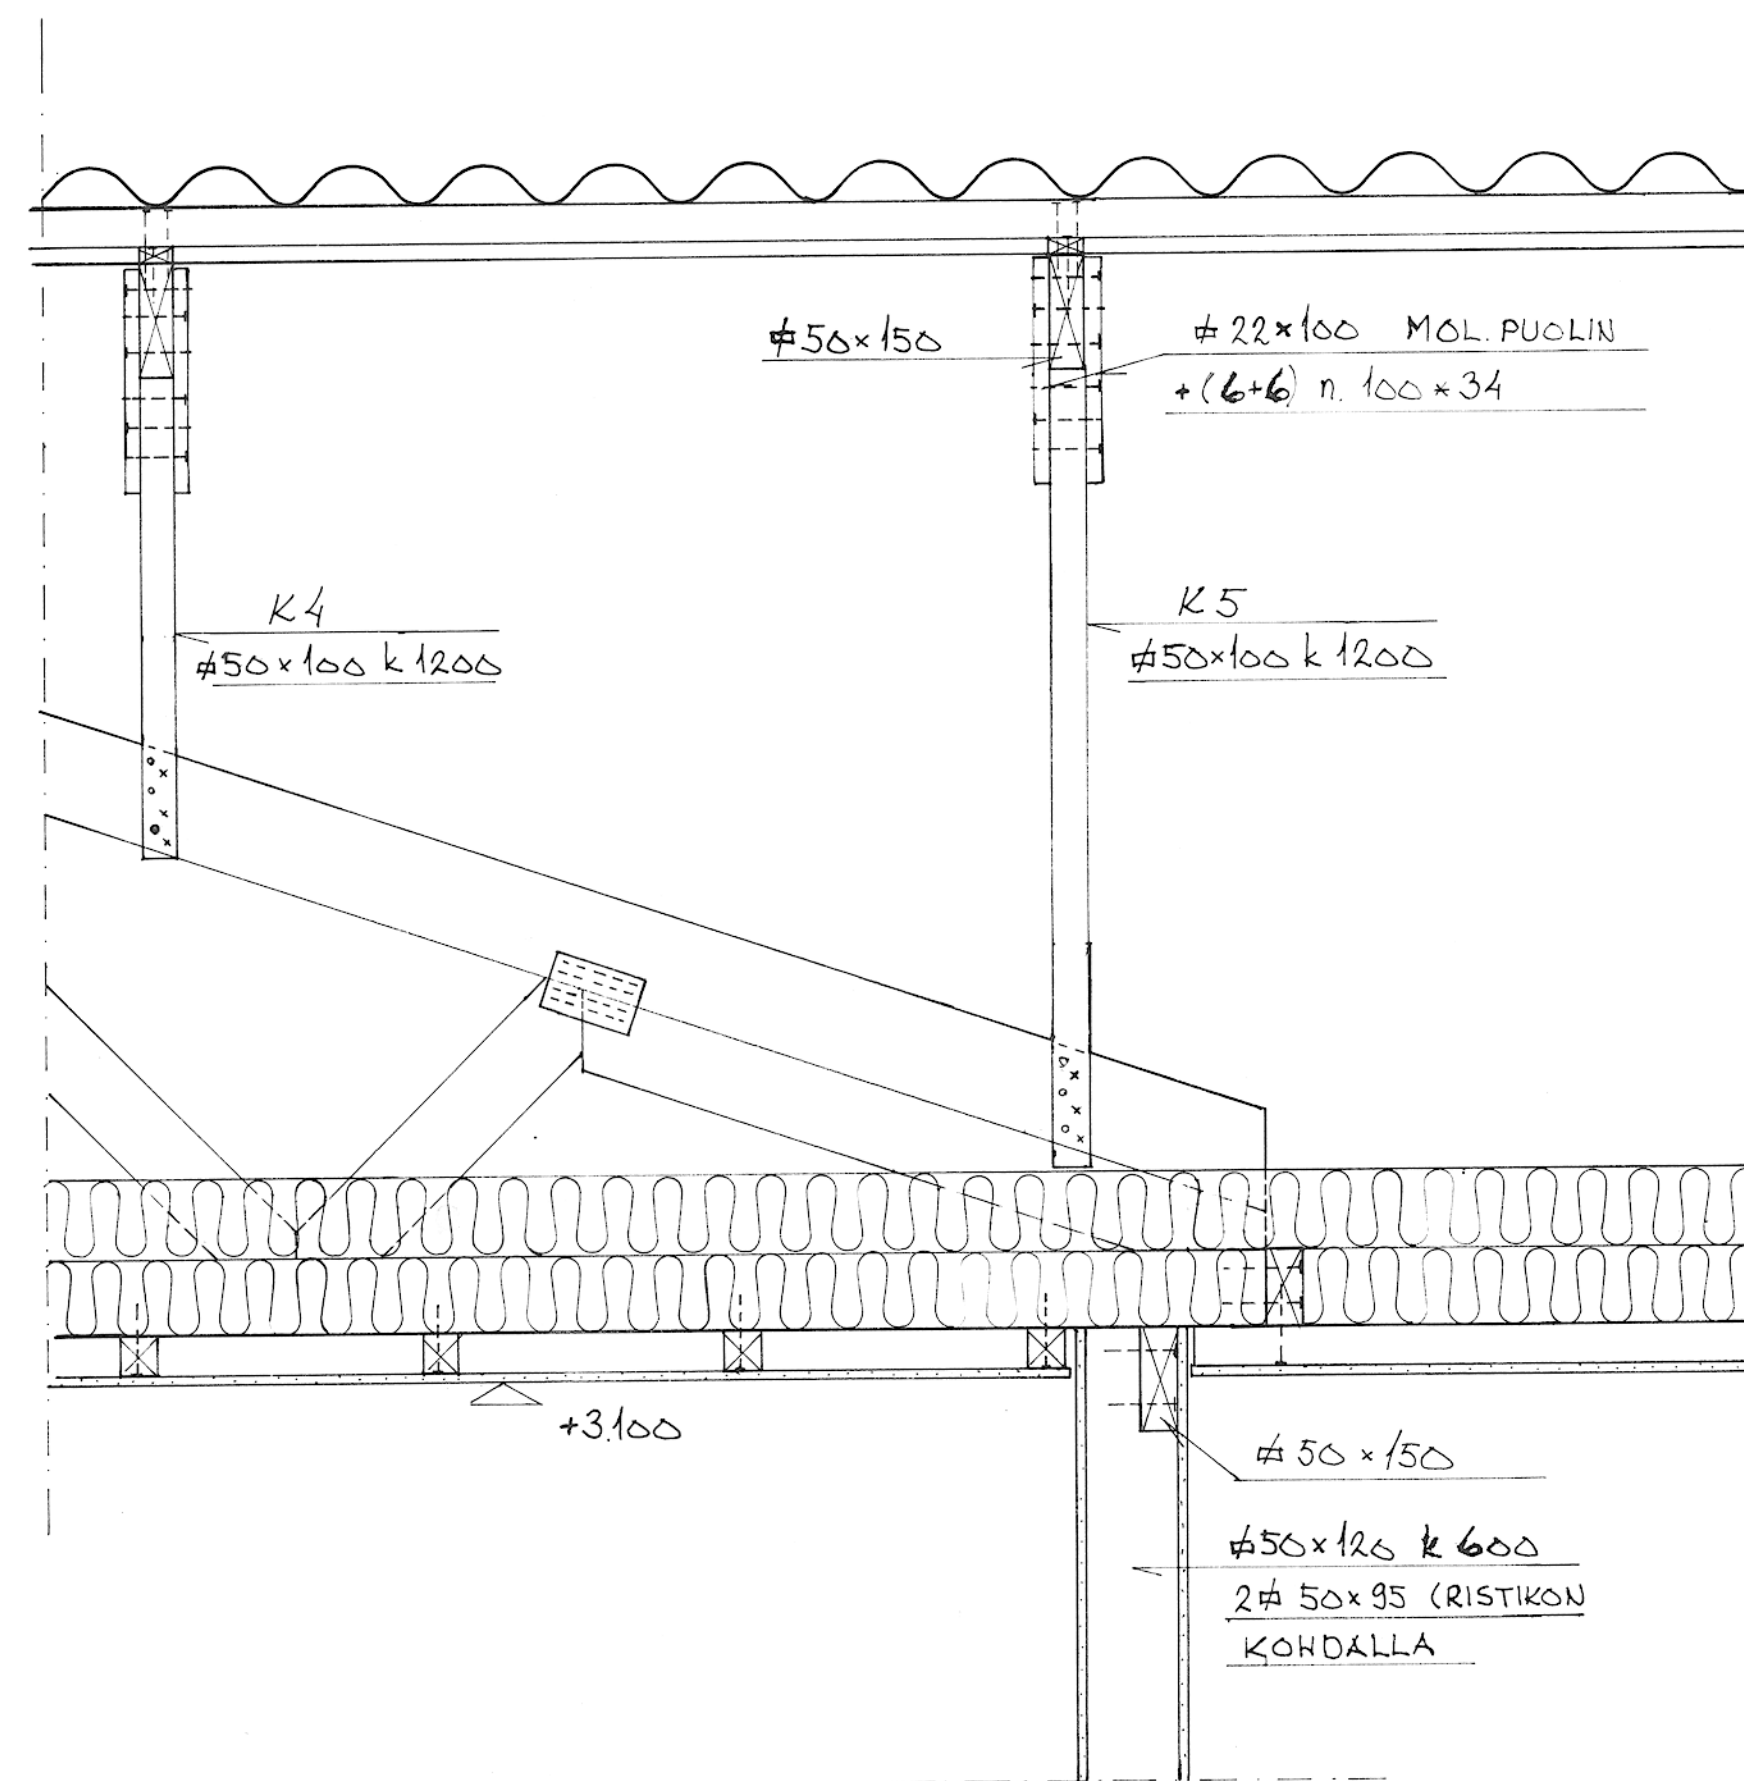 ⌀50×150
⌀22×100 MOL. PUOLIN
+(6+6) n. 100*34
K4
⌀50×100 k 1200
K5
⌀50×100 k 1200
+3.100
⌀50×150
⌀50×120 k 600
2⌀ 50×95 (RISTIKON
KOHDALLA